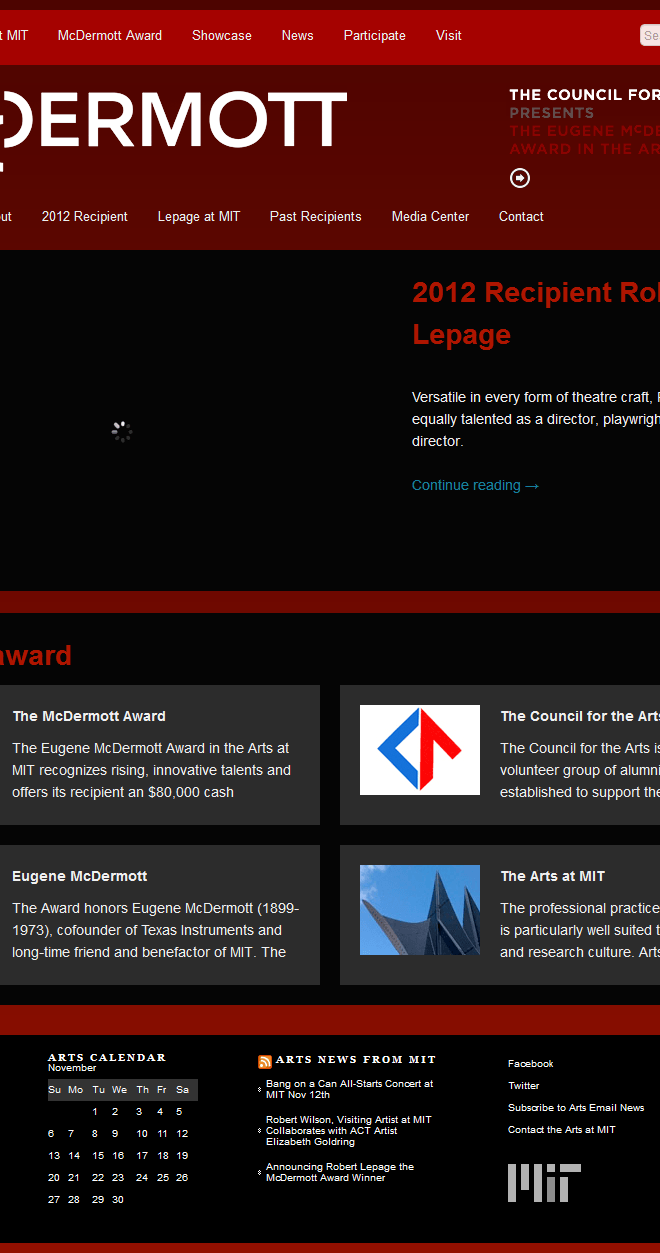 t MIT McDermott Award Showcase News Participate Visit
Se
DERMOTT
THE COUNCIL FOR
PRESENTS
THE EUGENE McDE
AWARD IN THE AR
out 2012 Recipient Lepage at MIT Past Recipients Media Center Contact
2012 Recipient Rol
Lepage
Versatile in every form of theatre craft,
equally talented as a director, playwrigh
director.
Continue reading →
award
The McDermott Award
The Eugene McDermott Award in the Arts at
MIT recognizes rising, innovative talents and
offers its recipient an $80,000 cash
The Council for the Arts
The Council for the Arts is
volunteer group of alumni
established to support the
Eugene McDermott
The Award honors Eugene McDermott (1899-
1973), cofounder of Texas Instruments and
long-time friend and benefactor of MIT. The
The Arts at MIT
The professional practice
is particularly well suited t
and research culture. Arts
ARTS CALENDAR
November
Su Mo Tu We Th Fr Sa
1 2 3 4 5
6 7 8 9 10 11 12
13 14 15 16 17 18 19
20 21 22 23 24 25 26
27 28 29 30
ARTS NEWS FROM MIT
Bang on a Can All-Starts Concert at
MIT Nov 12th
Robert Wilson, Visiting Artist at MIT
Collaborates with ACT Artist
Elizabeth Goldring
Announcing Robert Lepage the
McDermott Award Winner
Facebook
Twitter
Subscribe to Arts Email News
Contact the Arts at MIT
MIT